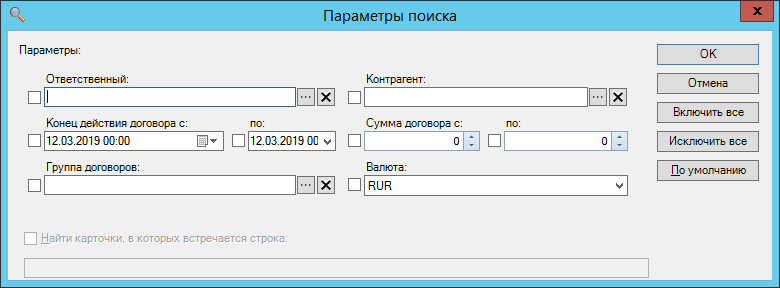 Параметры поиска
Параметры:
Ответственный: Контрагент:
Конец действия договора с: по: Сумма договора с: по:
12.03.2019 00:00 12.03.2019 00 0 0
Группа договоров: Валюта:
RUR
Найти карточки, в которых встречается строка:
OK
Отмена
Включить все
Исключить все
По умолчанию